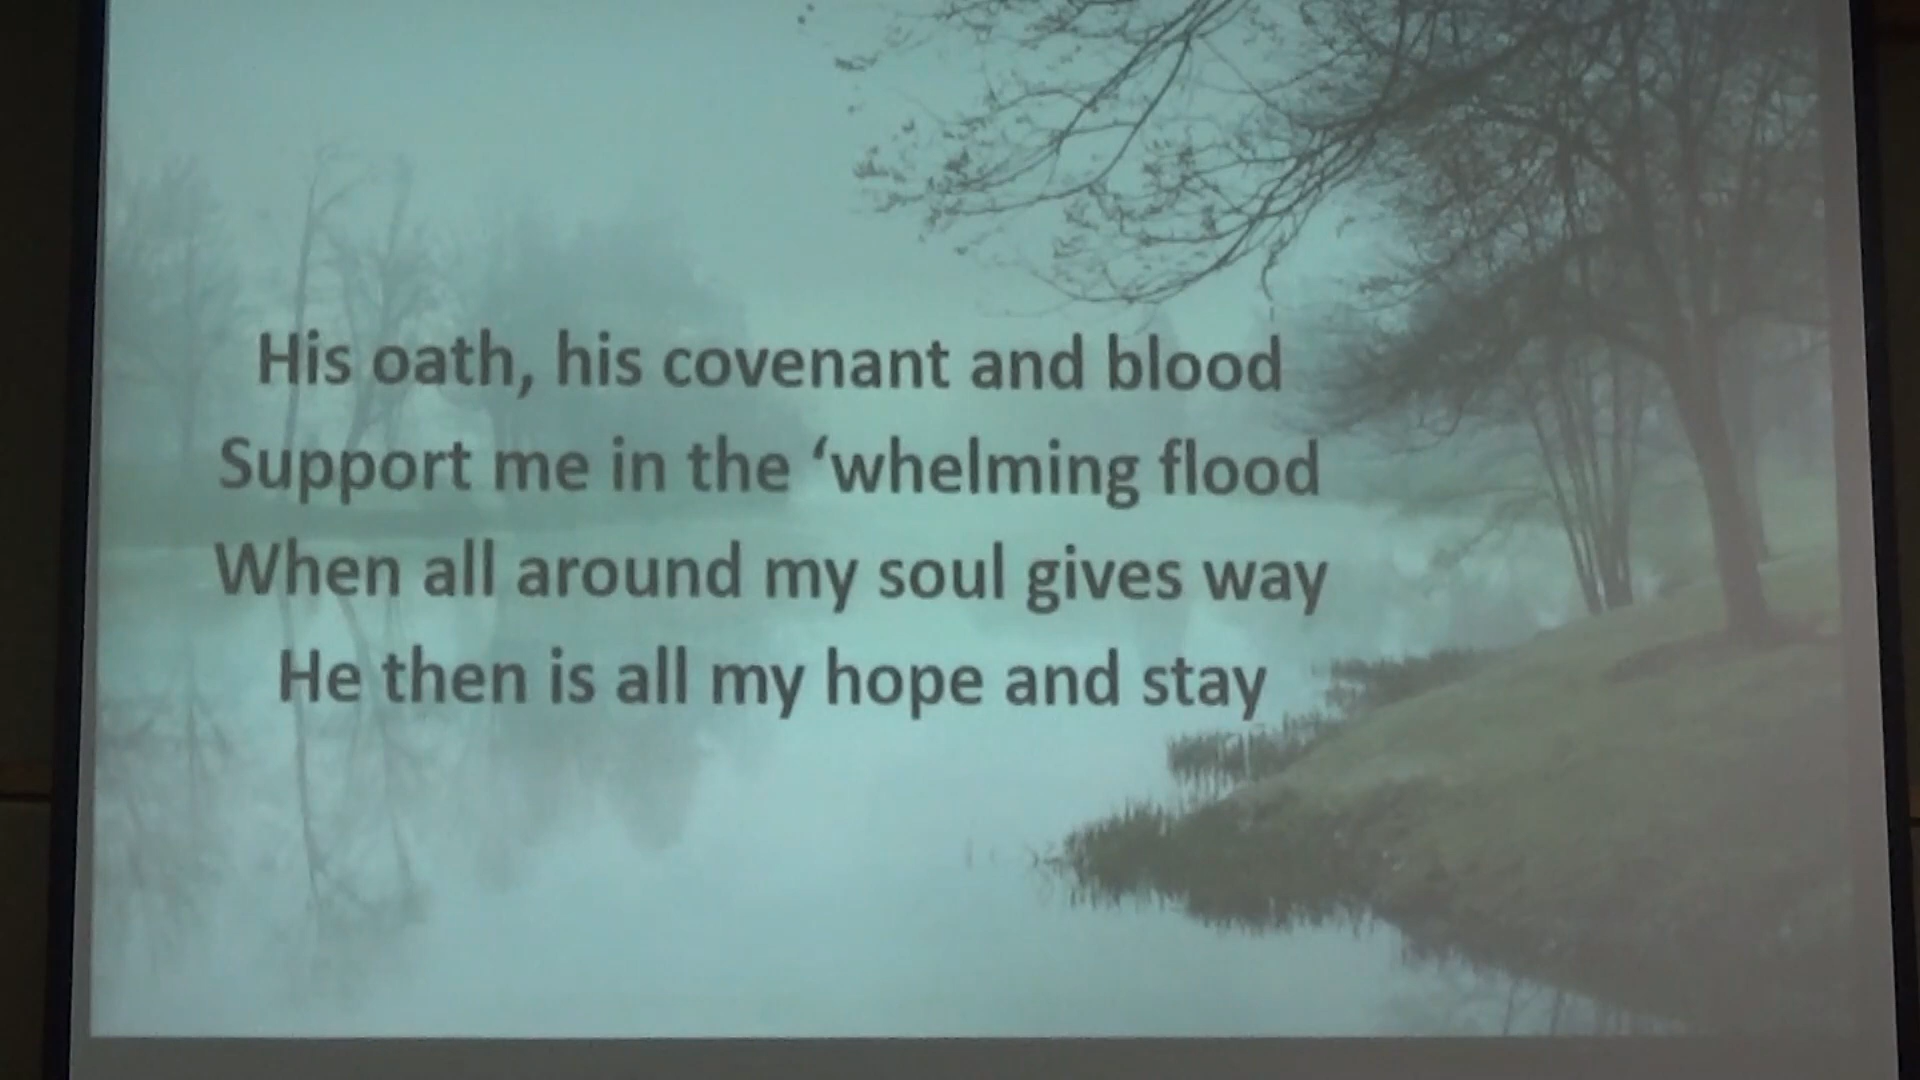 His oath, his covenant and blood
Support me in the ‘whelming flood
When all around my soul gives way
He then is all my hope and stay